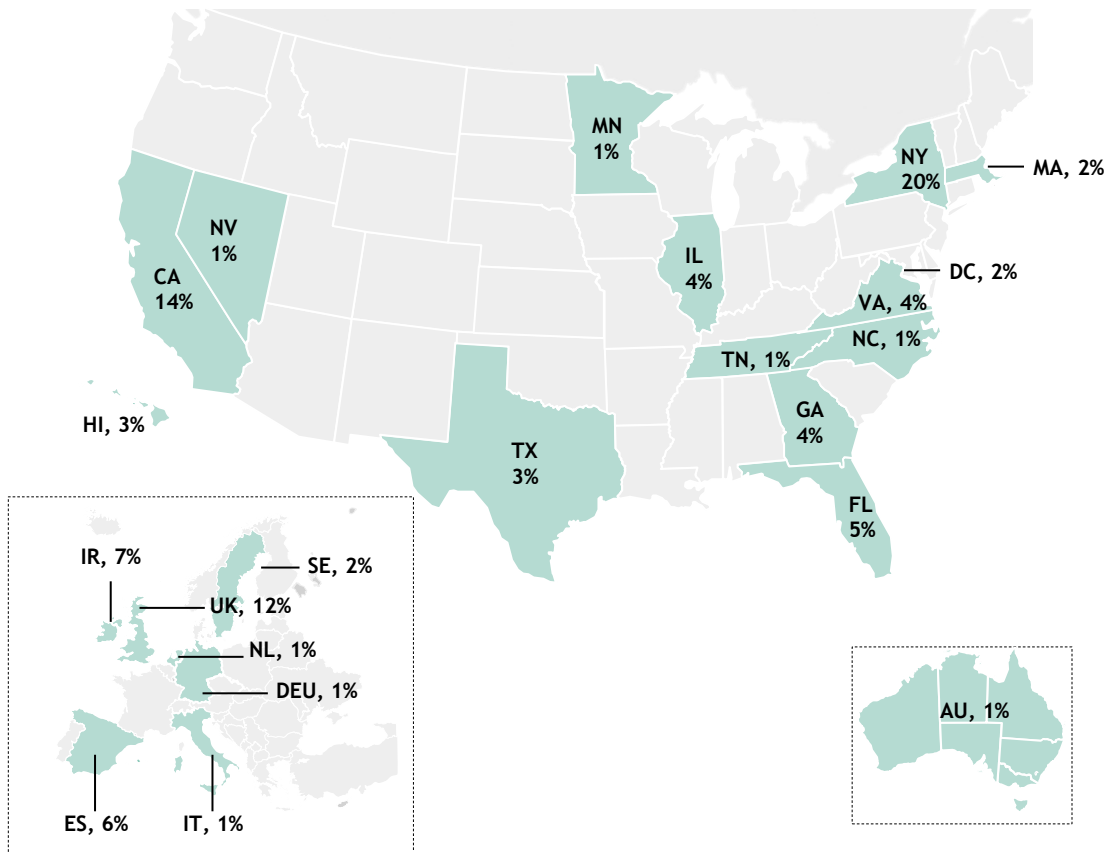 MN
1%
NY
20%
MA, 2%
NV
1%
IL
4%
DC, 2%
CA
14%
VA, 4%
NC, 1%
TN, 1%
HI, 3%
GA
4%
TX
3%
FL
5%
IR, 7%
SE, 2%
UK, 12%
NL, 1%
DEU, 1%
ES, 6%
IT, 1%
AU, 1%